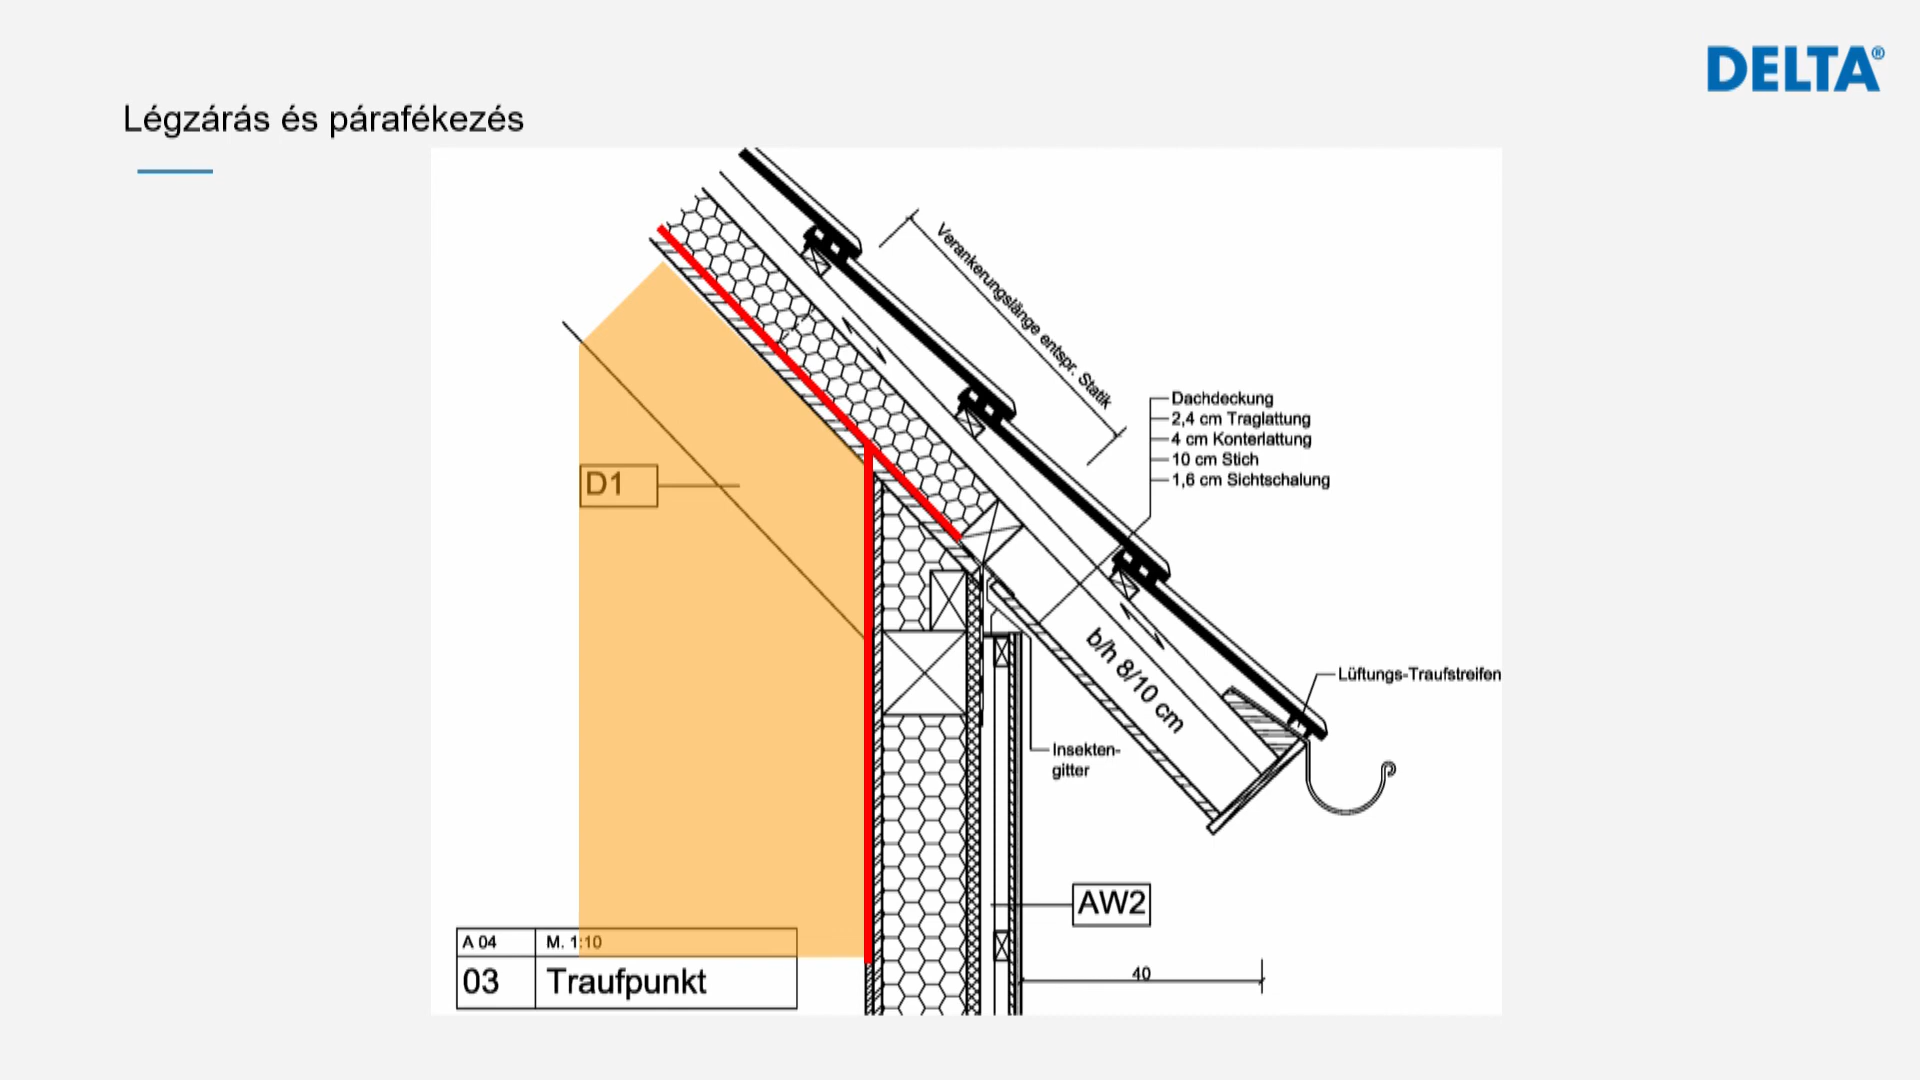 DELTA®
Légzárás és párafékezés
Verankerungslänge entspr. Statik
Dachdeckung
2,4 cm Traglattung
4 cm Konterlattung
10 cm Stich
1,6 cm Sichtschalung
D1
b/h 8/10 cm
Lüftungs-Traufstreifen
Insekten-
gitter
AW2
A 04 M. 1:10
03 Traufpunkt
40